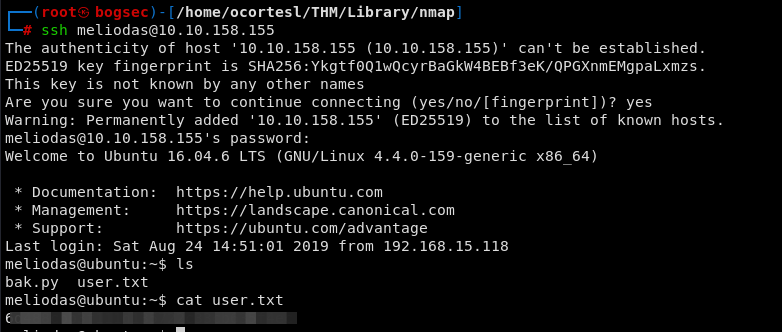 ┌──(root㉿bogsec)-[/home/ocortesl/THM/Library/nmap]
└─# ssh meliodas@10.10.158.155
The authenticity of host '10.10.158.155 (10.10.158.155)' can't be established.
ED25519 key fingerprint is SHA256:Ykgtf0Q1wQcyrBaGkW4BEBf3eK/QPGXnmEMgpaLxmzs.
This key is not known by any other names
Are you sure you want to continue connecting (yes/no/[fingerprint])? yes
Warning: Permanently added '10.10.158.155' (ED25519) to the list of known hosts.
meliodas@10.10.158.155's password:
Welcome to Ubuntu 16.04.6 LTS (GNU/Linux 4.4.0-159-generic x86_64)
* Documentation:  https://help.ubuntu.com
* Management:     https://landscape.canonical.com
* Support:        https://ubuntu.com/advantage
Last login: Sat Aug 24 14:51:01 2019 from 192.168.15.118
meliodas@ubuntu:~$ ls
bak.py  user.txt
meliodas@ubuntu:~$ cat user.txt
meliodas@ubuntu:~$